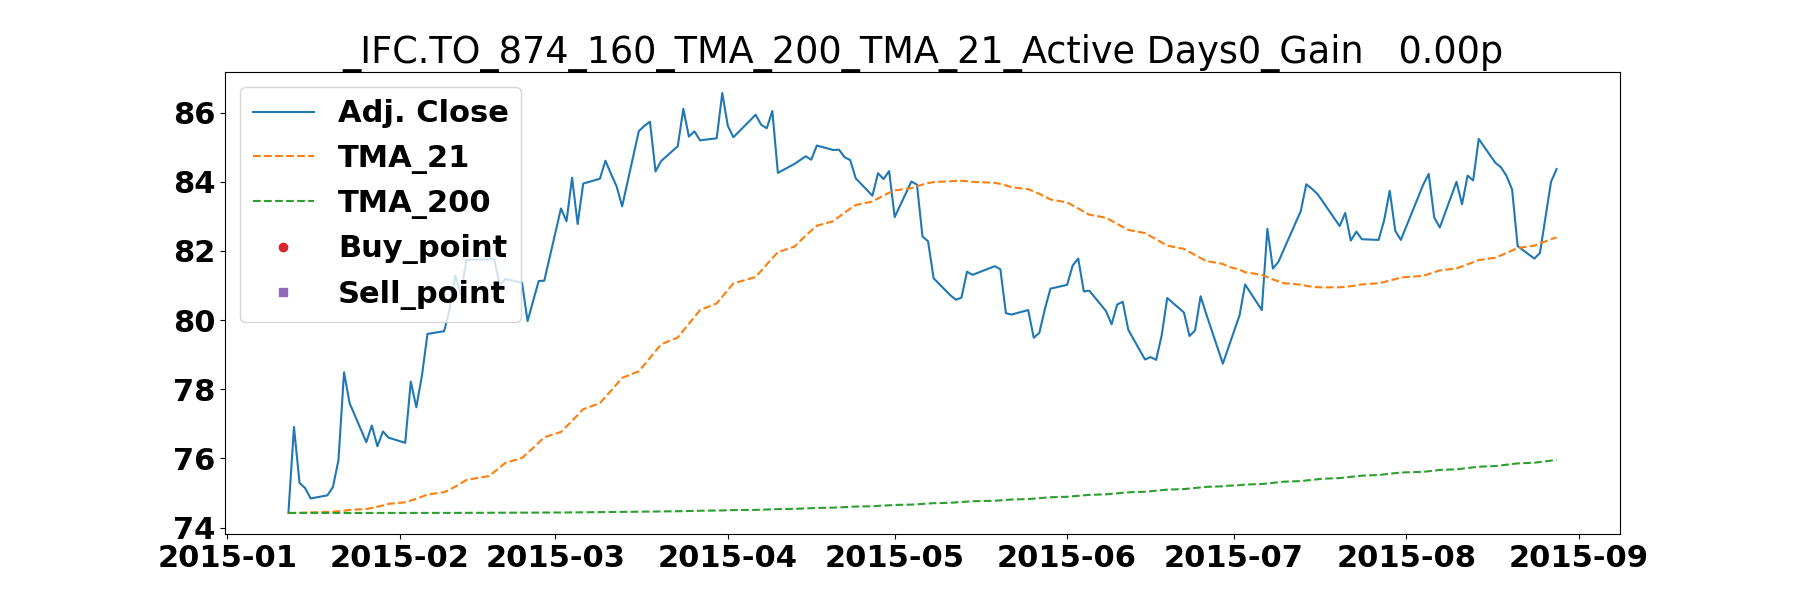 _IFC.TO_874_160_TMA_200_TMA_21_Active Days0_Gain   0.00p
Adj. Close
TMA_21
TMA_200
Buy_point
Sell_point
86
84
82
80
78
76
74
2015-01 2015-02 2015-03 2015-04 2015-05 2015-06 2015-07 2015-08 2015-09